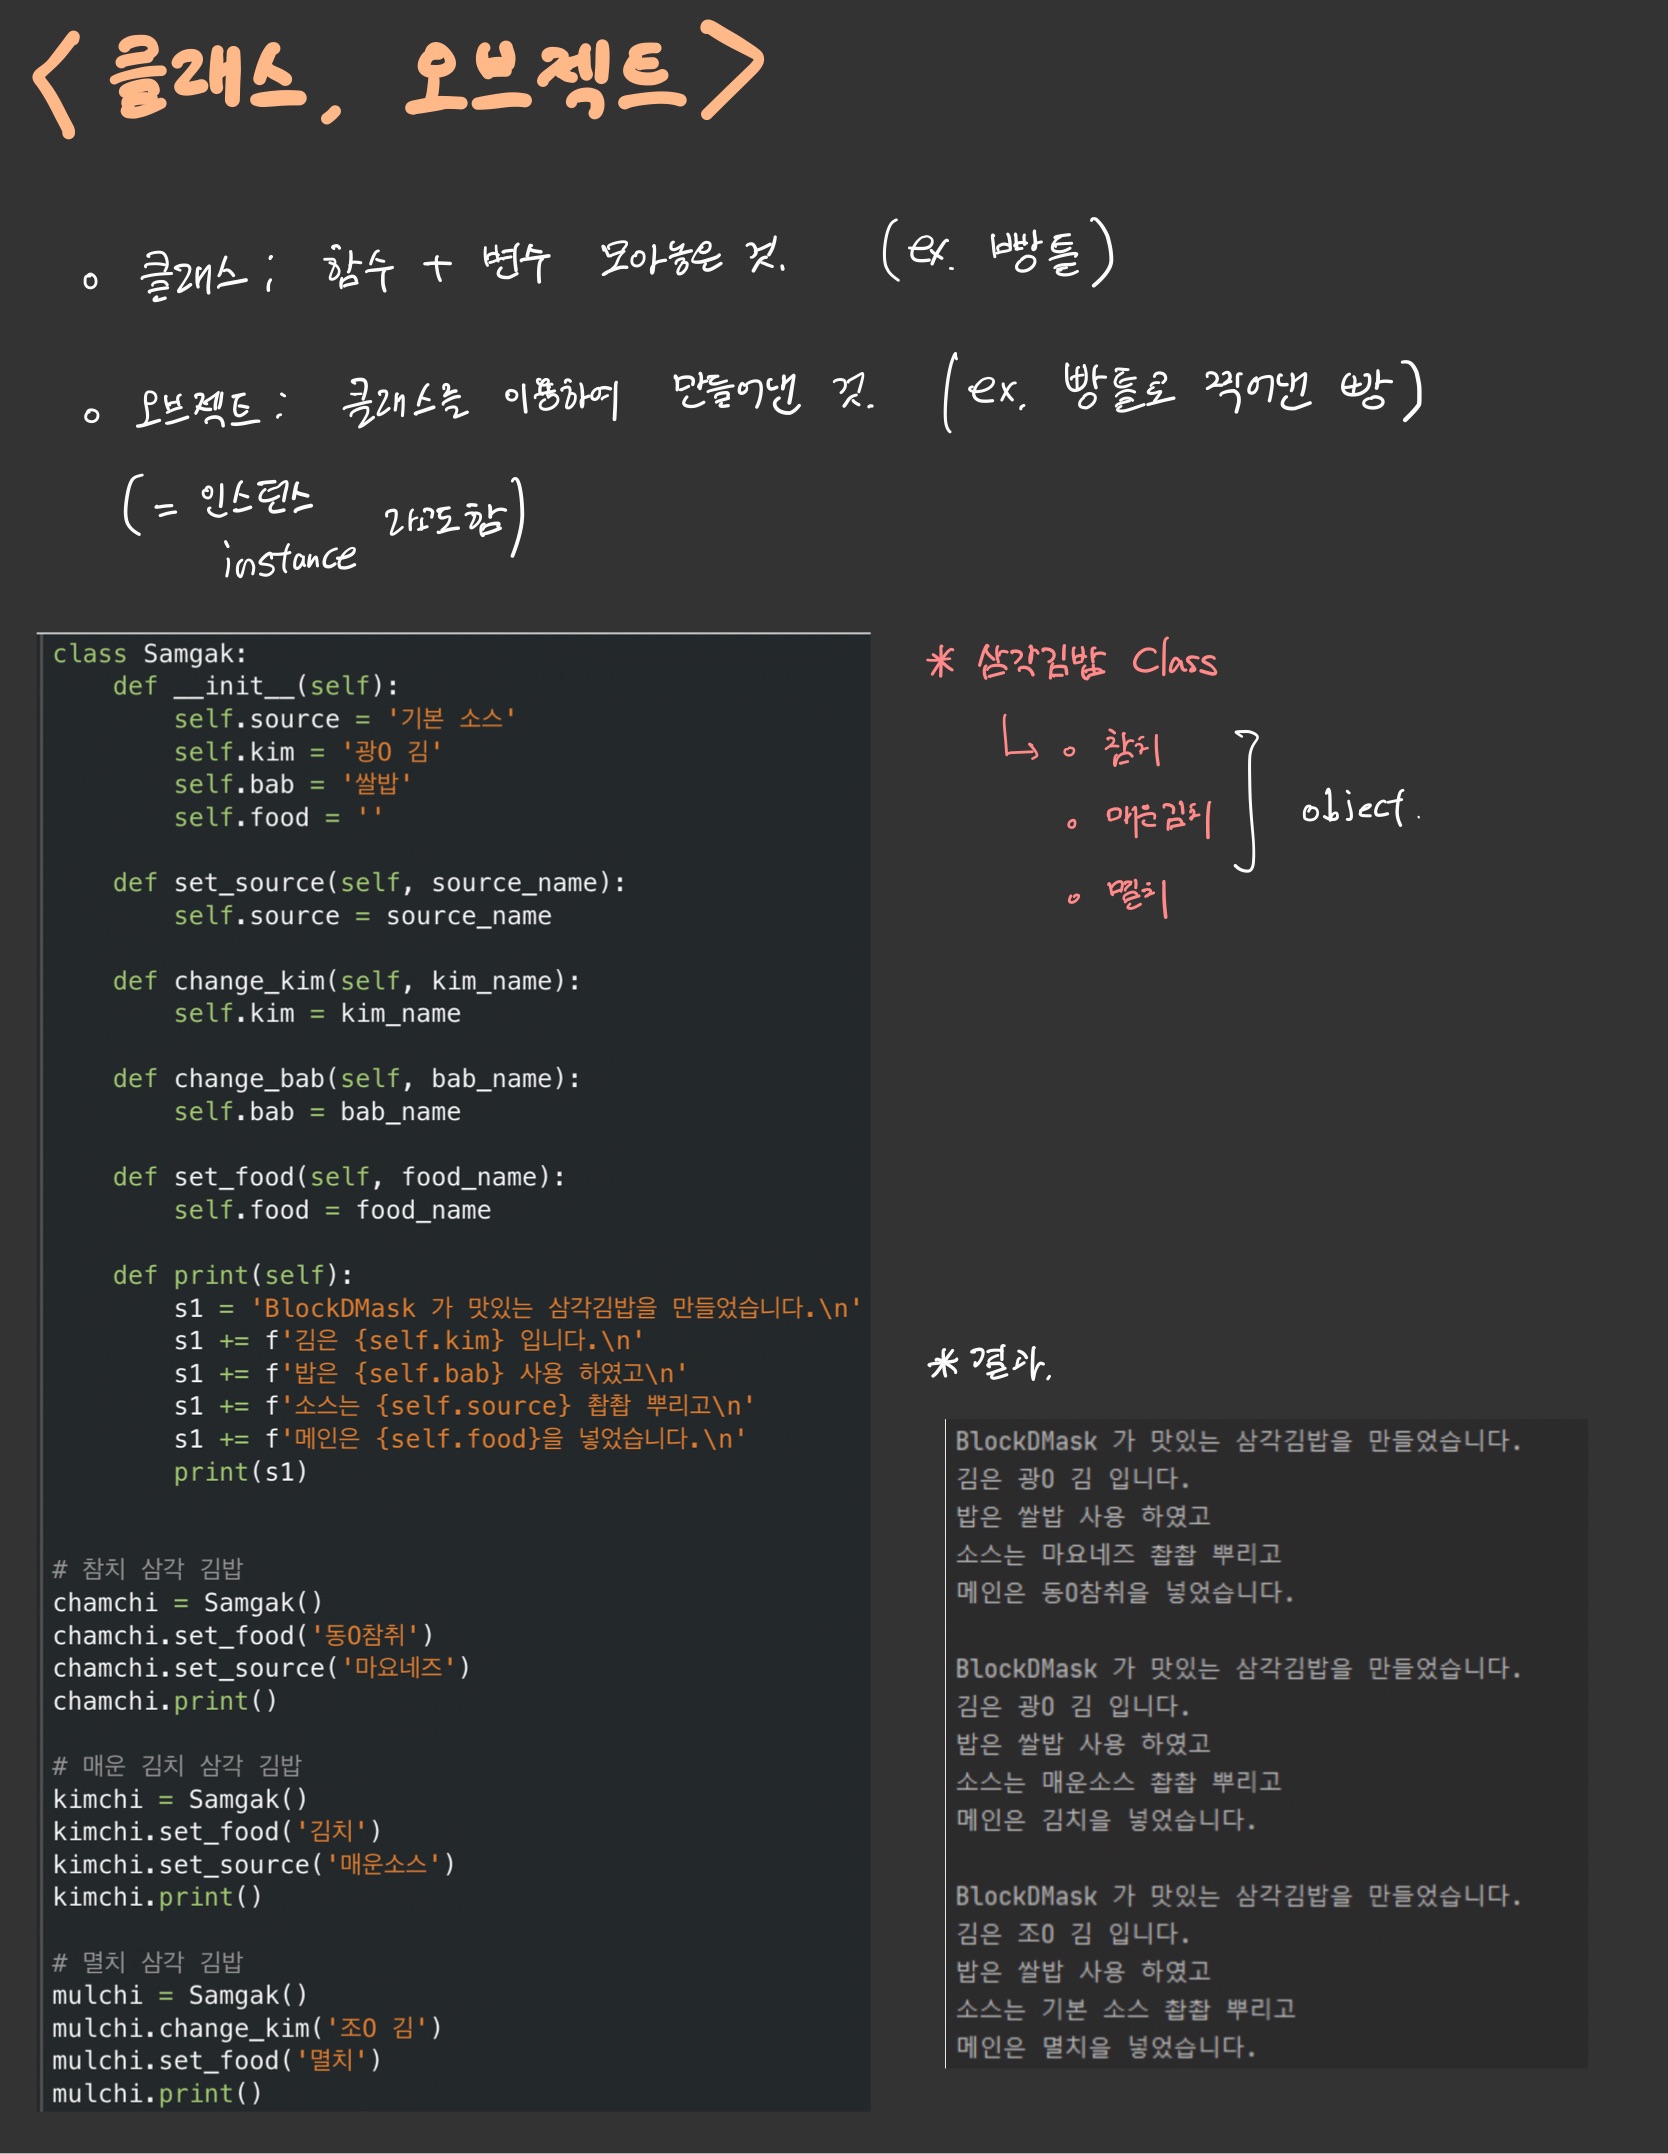 <클래스, 오브젝트>
◦ 클래스; 함수 + 변수 모아놓은 것. (ex. 빵틀)
◦ 오브젝트: 클래스를 이용하여 만들어낸 것. (ex. 빵틀로 찍어낸 빵)
(= 인스턴스 라고도함)
instance
class Samgak:
    def __init__(self):
        self.source = '기본 소스'
        self.kim = '광O 김'
        self.bab = '쌀밥'
        self.food = ''
    def set_source(self, source_name):
        self.source = source_name
    def change_kim(self, kim_name):
        self.kim = kim_name
    def change_bab(self, bab_name):
        self.bab = bab_name
    def set_food(self, food_name):
        self.food = food_name
    def print(self):
        s1 = 'BlockDMask 가 맛있는 삼각김밥을 만들었습니다.\n'
        s1 += f'김은 {self.kim} 입니다.\n'
        s1 += f'밥은 {self.bab} 사용 하였고\n'
        s1 += f'소스는 {self.source} 촵촵 뿌리고\n'
        s1 += f'메인은 {self.food}을 넣었습니다.\n'
        print(s1)
# 참치 삼각 김밥
chamchi = Samgak()
chamchi.set_food('동O참취')
chamchi.set_source('마요네즈')
chamchi.print()
# 매운 김치 삼각 김밥
kimchi = Samgak()
kimchi.set_food('김치')
kimchi.set_source('매운소스')
kimchi.print()
# 멸치 삼각 김밥
mulchi = Samgak()
mulchi.change_kim('조O 김')
mulchi.set_food('멸치')
mulchi.print()
* 삼각김밥 Class
↳ ◦ 참치
◦ 매운김치
◦ 멸치
object.
* 결과.
BlockDMask 가 맛있는 삼각김밥을 만들었습니다.
김은 광O 김 입니다.
밥은 쌀밥 사용 하였고
소스는 마요네즈 촵촵 뿌리고
메인은 동O참취을 넣었습니다.
BlockDMask 가 맛있는 삼각김밥을 만들었습니다.
김은 광O 김 입니다.
밥은 쌀밥 사용 하였고
소스는 매운소스 촵촵 뿌리고
메인은 김치을 넣었습니다.
BlockDMask 가 맛있는 삼각김밥을 만들었습니다.
김은 조O 김 입니다.
밥은 쌀밥 사용 하였고
소스는 기본 소스 촵촵 뿌리고
메인은 멸치을 넣었습니다.